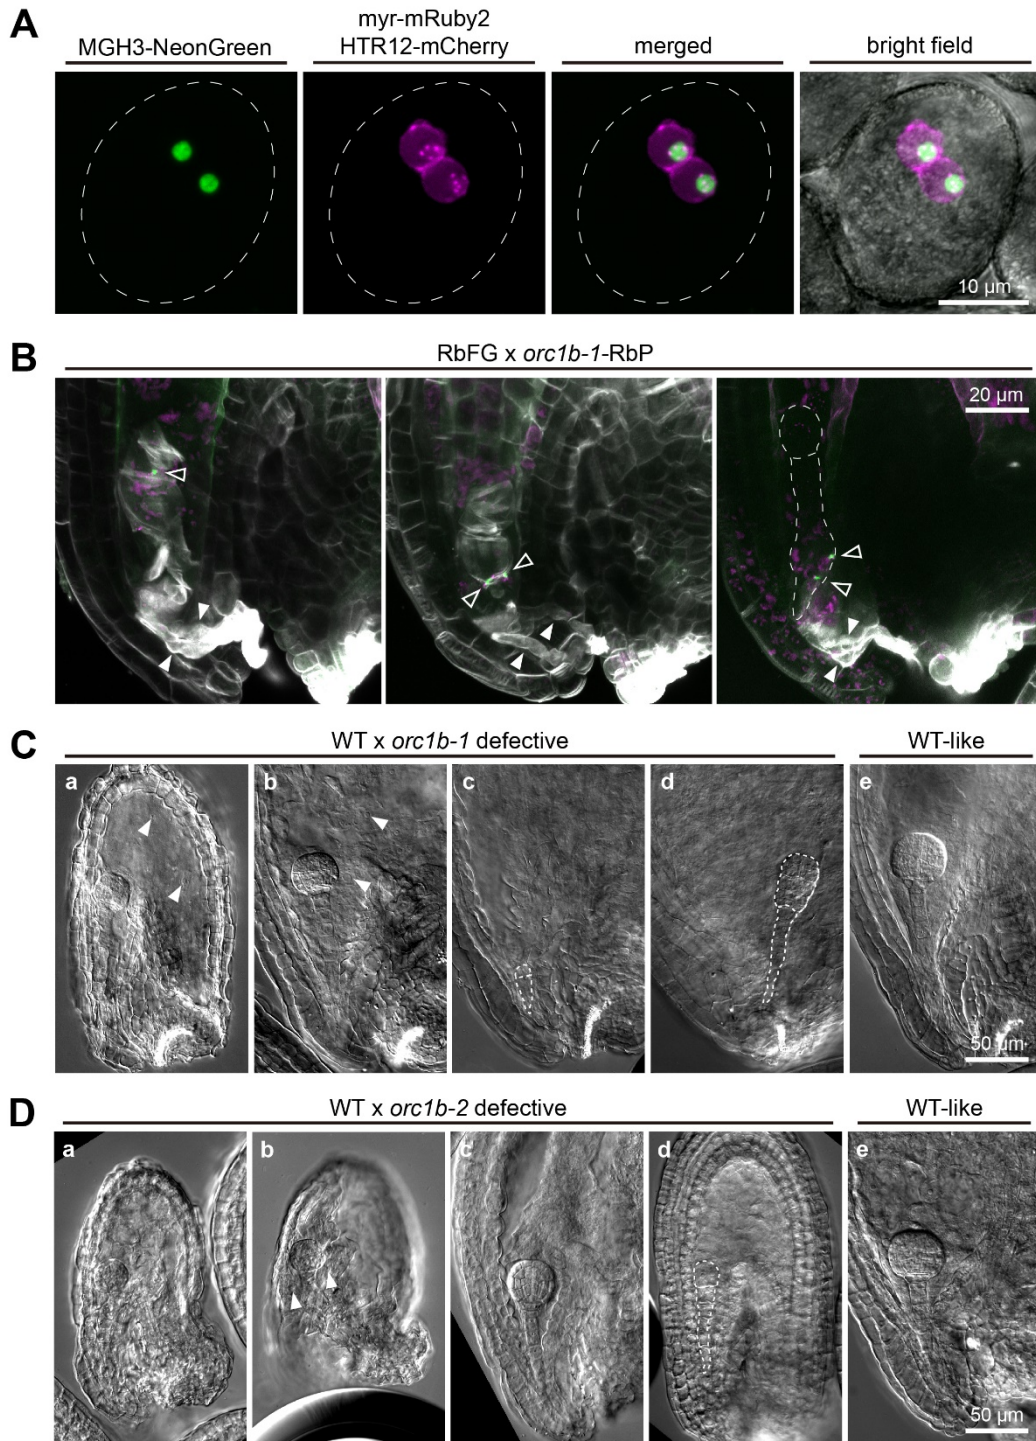 A
MGH3-NeonGreen
myr-mRuby2
HTR12-mCherry
merged
bright field
10 µm
B
RbFG x orc1b-1-RbP
20 µm
C
WT x orc1b-1 defective
WT-like
a
b
c
d
e
50 µm
D
WT x orc1b-2 defective
WT-like
a
b
c
d
e
50 µm